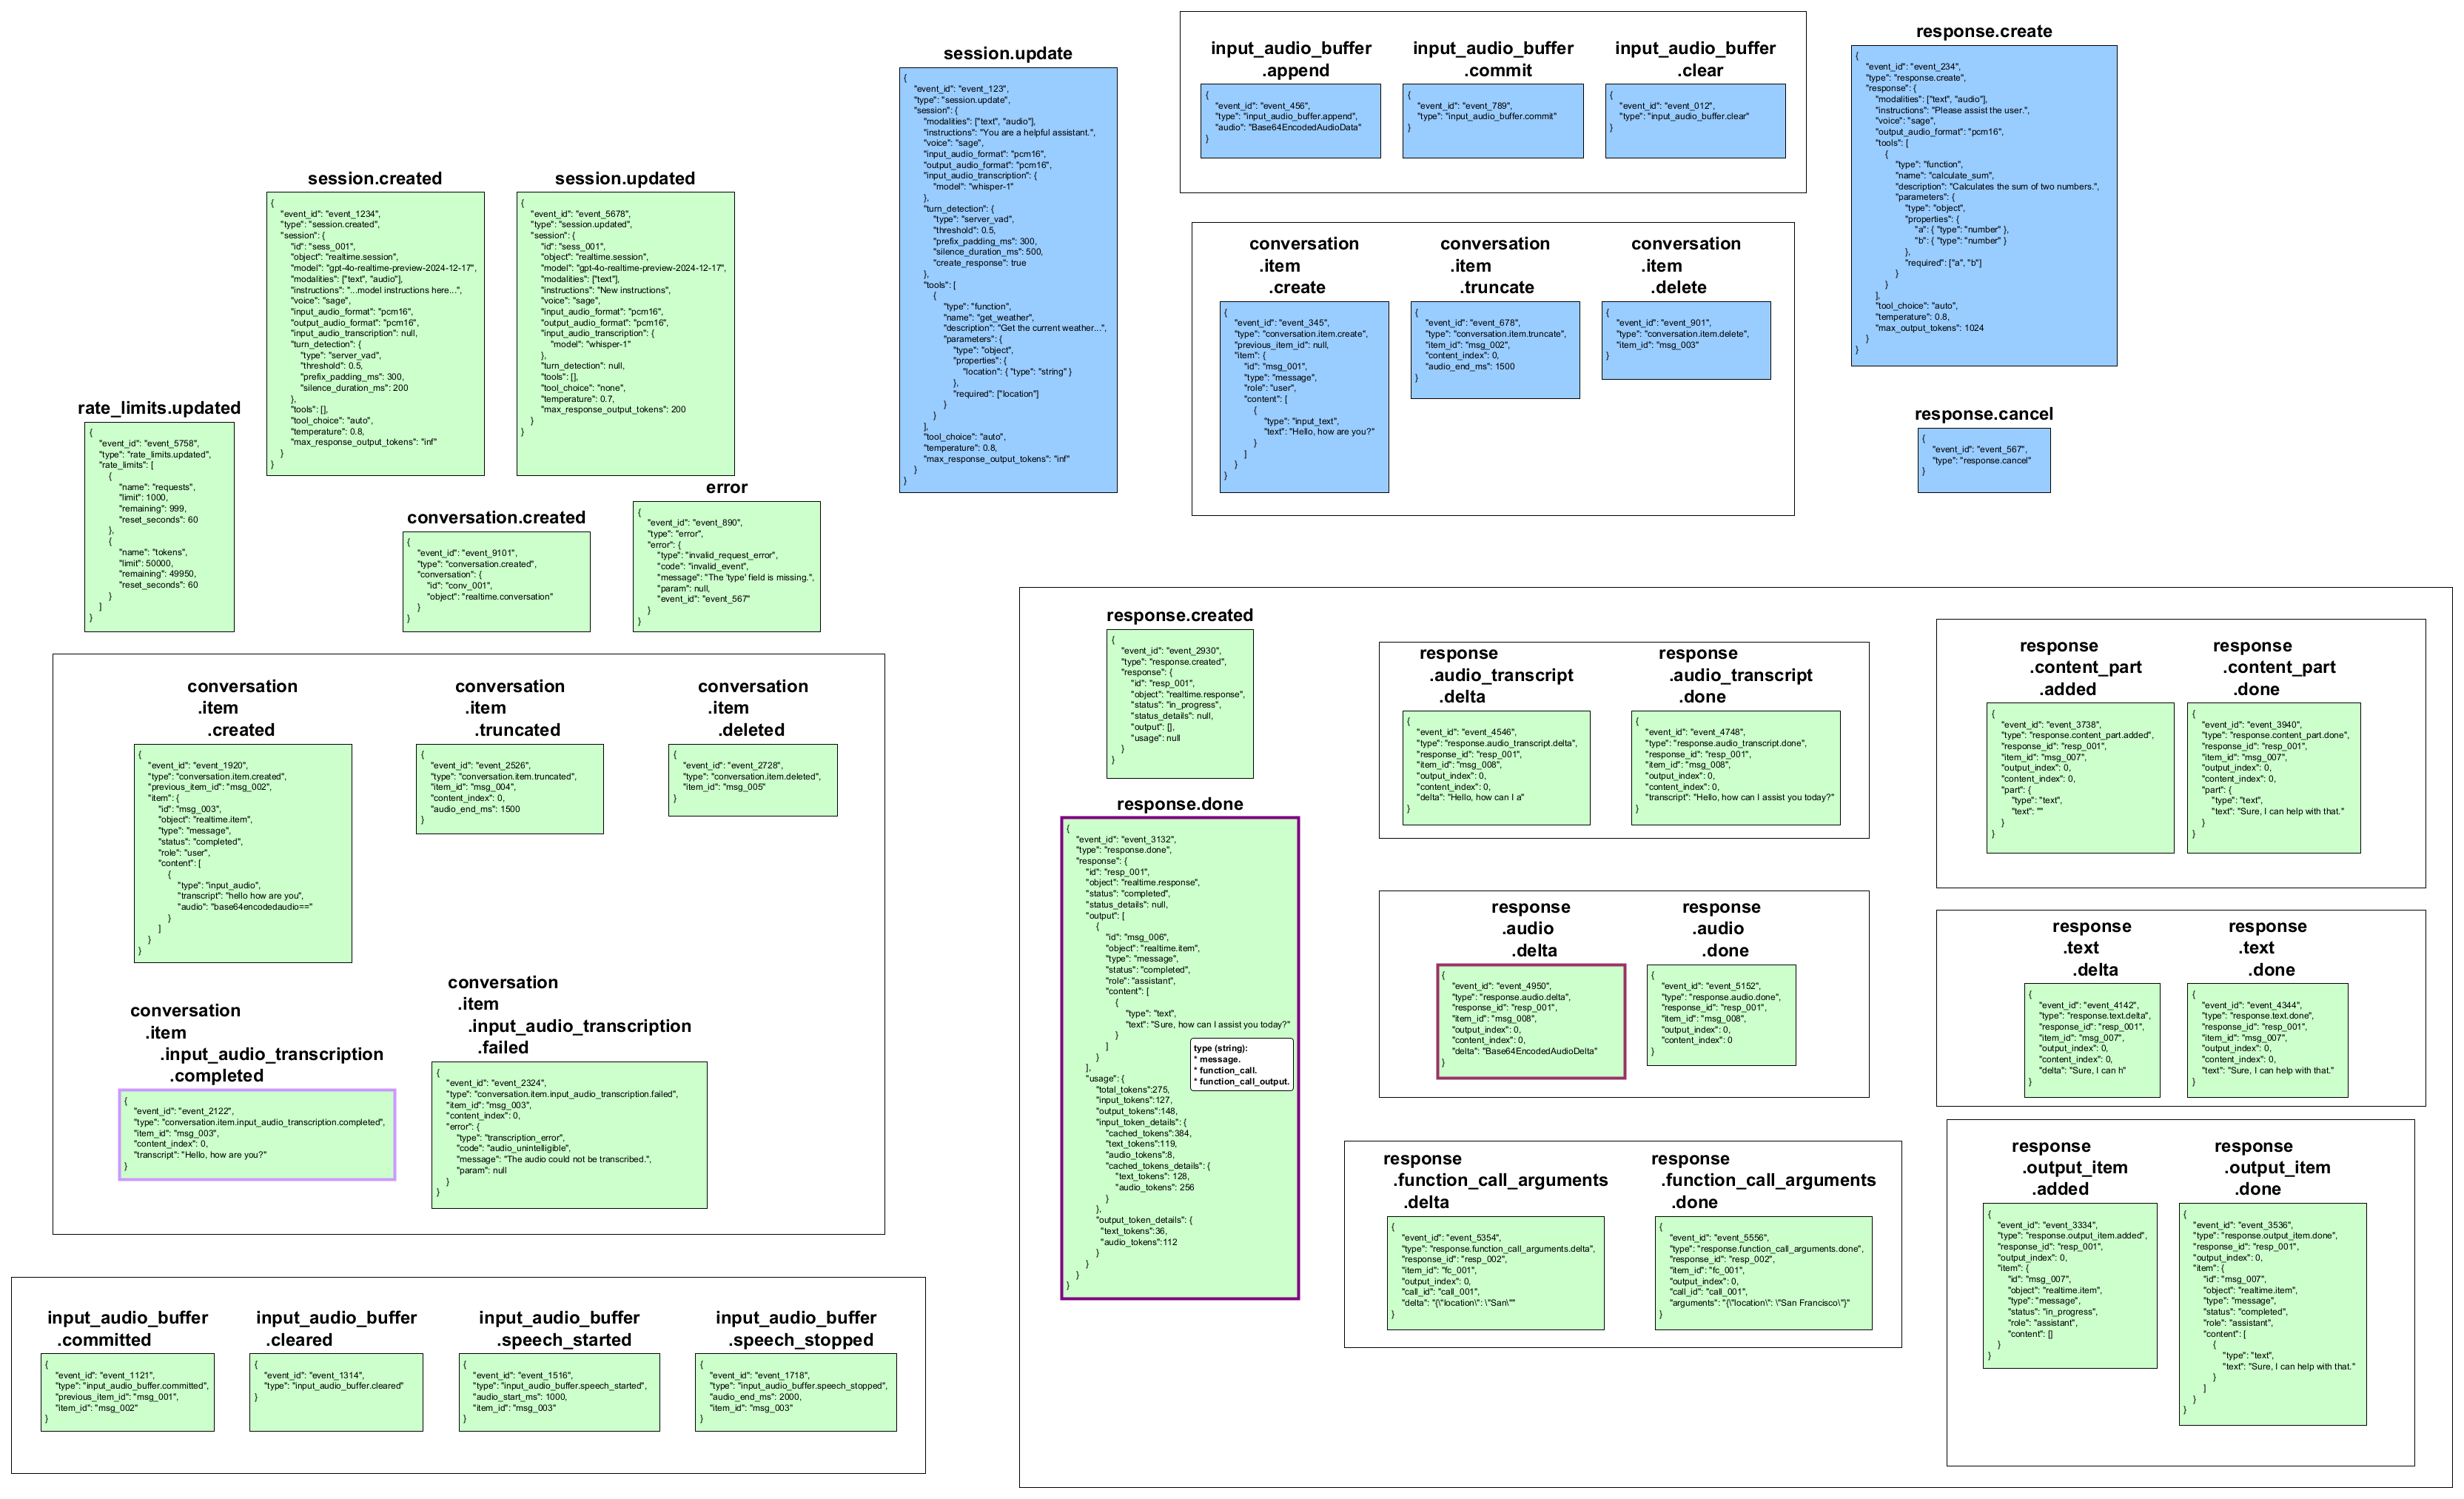 session.update
{
"event_id": "event_123",
"type": "session.update",
"session": {
"modalities": ["text", "audio"],
"instructions": "You are a helpful assistant.",
"voice": "sage",
"input_audio_format": "pcm16",
"output_audio_format": "pcm16",
"input_audio_transcription": {
"model": "whisper-1"
},
"turn_detection": {
"type": "server_vad",
"threshold": 0.5,
"prefix_padding_ms": 300,
"silence_duration_ms": 500,
"create_response": true
},
"tools": [
{
"type": "function",
"name": "get_weather",
"description": "Get the current weather...",
"parameters": {
"type": "object",
"properties": {
"location": { "type": "string" }
},
"required": ["location"]
}
}
],
"tool_choice": "auto",
"temperature": 0.8,
"max_response_output_tokens": "inf"
}
}
input_audio_buffer
.append
{
"event_id": "event_456",
"type": "input_audio_buffer.append",
"audio": "Base64EncodedAudioData"
}
input_audio_buffer
.commit
{
"event_id": "event_789",
"type": "input_audio_buffer.commit"
}
input_audio_buffer
.clear
{
"event_id": "event_012",
"type": "input_audio_buffer.clear"
}
response.create
{
"event_id": "event_234",
"type": "response.create",
"response": {
"modalities": ["text", "audio"],
"instructions": "Please assist the user.",
"voice": "sage",
"output_audio_format": "pcm16",
"tools": [
{
"type": "function",
"name": "calculate_sum",
"description": "Calculates the sum of two numbers.",
"parameters": {
"type": "object",
"properties": {
"a": { "type": "number" },
"b": { "type": "number" }
},
"required": ["a", "b"]
}
}
],
"tool_choice": "auto",
"temperature": 0.8,
"max_output_tokens": 1024
}
}
session.created
{
"event_id": "event_1234",
"type": "session.created",
"session": {
"id": "sess_001",
"object": "realtime.session",
"model": "gpt-4o-realtime-preview-2024-12-17",
"modalities": ["text", "audio"],
"instructions": "...model instructions here...",
"voice": "sage",
"input_audio_format": "pcm16",
"output_audio_format": "pcm16",
"input_audio_transcription": null,
"turn_detection": {
"type": "server_vad",
"threshold": 0.5,
"prefix_padding_ms": 300,
"silence_duration_ms": 200
},
"tools": [],
"tool_choice": "auto",
"temperature": 0.8,
"max_response_output_tokens": "inf"
}
}
session.updated
{
"event_id": "event_5678",
"type": "session.updated",
"session": {
"id": "sess_001",
"object": "realtime.session",
"model": "gpt-4o-realtime-preview-2024-12-17",
"modalities": ["text"],
"instructions": "New instructions",
"voice": "sage",
"input_audio_format": "pcm16",
"output_audio_format": "pcm16",
"input_audio_transcription": {
"model": "whisper-1"
},
"turn_detection": null,
"tools": [],
"tool_choice": "none",
"temperature": 0.7,
"max_response_output_tokens": 200
}
}
conversation
.item
.create
{
"event_id": "event_345",
"type": "conversation.item.create",
"previous_item_id": null,
"item": {
"id": "msg_001",
"type": "message",
"role": "user",
"content": [
{
"type": "input_text",
"text": "Hello, how are you?"
}
]
}
}
conversation
.item
.truncate
{
"event_id": "event_678",
"type": "conversation.item.truncate",
"item_id": "msg_002",
"content_index": 0,
"audio_end_ms": 1500
}
conversation
.item
.delete
{
"event_id": "event_901",
"type": "conversation.item.delete",
"item_id": "msg_003"
}
response.cancel
{
"event_id": "event_567",
"type": "response.cancel"
}
rate_limits.updated
{
"event_id": "event_5758",
"type": "rate_limits.updated",
"rate_limits": [
{
"name": "requests",
"limit": 1000,
"remaining": 999,
"reset_seconds": 60
},
{
"name": "tokens",
"limit": 50000,
"remaining": 49950,
"reset_seconds": 60
}
]
}
conversation.created
{
"event_id": "event_9101",
"type": "conversation.created",
"conversation": {
"id": "conv_001",
"object": "realtime.conversation"
}
}
error
{
"event_id": "event_890",
"type": "error",
"error": {
"type": "invalid_request_error",
"code": "invalid_event",
"message": "The 'type' field is missing.",
"param": null,
"event_id": "event_567"
}
}
conversation
.item
.created
{
"event_id": "event_1920",
"type": "conversation.item.created",
"previous_item_id": "msg_002",
"item": {
"id": "msg_003",
"object": "realtime.item",
"type": "message",
"status": "completed",
"role": "user",
"content": [
{
"type": "input_audio",
"transcript": "hello how are you",
"audio": "base64encodedaudio=="
}
]
}
}
conversation
.item
.truncated
{
"event_id": "event_2526",
"type": "conversation.item.truncated",
"item_id": "msg_004",
"content_index": 0,
"audio_end_ms": 1500
}
conversation
.item
.deleted
{
"event_id": "event_2728",
"type": "conversation.item.deleted",
"item_id": "msg_005"
}
conversation
.item
.input_audio_transcription
.completed
{
"event_id": "event_2122",
"type": "conversation.item.input_audio_transcription.completed",
"item_id": "msg_003",
"content_index": 0,
"transcript": "Hello, how are you?"
}
conversation
.item
.input_audio_transcription
.failed
{
"event_id": "event_2324",
"type": "conversation.item.input_audio_transcription.failed",
"item_id": "msg_003",
"content_index": 0,
"error": {
"type": "transcription_error",
"code": "audio_unintelligible",
"message": "The audio could not be transcribed.",
"param": null
}
}
input_audio_buffer
.committed
{
"event_id": "event_1121",
"type": "input_audio_buffer.committed",
"previous_item_id": "msg_001",
"item_id": "msg_002"
}
input_audio_buffer
.cleared
{
"event_id": "event_1314",
"type": "input_audio_buffer.cleared"
}
input_audio_buffer
.speech_started
{
"event_id": "event_1516",
"type": "input_audio_buffer.speech_started",
"audio_start_ms": 1000,
"item_id": "msg_003"
}
input_audio_buffer
.speech_stopped
{
"event_id": "event_1718",
"type": "input_audio_buffer.speech_stopped",
"audio_end_ms": 2000,
"item_id": "msg_003"
}
response.created
{
"event_id": "event_2930",
"type": "response.created",
"response": {
"id": "resp_001",
"object": "realtime.response",
"status": "in_progress",
"status_details": null,
"output": [],
"usage": null
}
}
response.done
{
"event_id": "event_3132",
"type": "response.done",
"response": {
"id": "resp_001",
"object": "realtime.response",
"status": "completed",
"status_details": null,
"output": [
{
"id": "msg_006",
"object": "realtime.item",
"type": "message",
"status": "completed",
"role": "assistant",
"content": [
{
"type": "text",
"text": "Sure, how can I assist you today?"
}
]
}
],
"usage": {
"total_tokens":275,
"input_tokens":127,
"output_tokens":148,
"input_token_details": {
"cached_tokens":384,
"text_tokens":119,
"audio_tokens":8,
"cached_tokens_details": {
"text_tokens": 128,
"audio_tokens": 256
}
},
"output_token_details": {
"text_tokens":36,
"audio_tokens":112
}
}
}
}
type (string):
* message.
* function_call.
* function_call_output.
response
.audio_transcript
.delta
{
"event_id": "event_4546",
"type": "response.audio_transcript.delta",
"response_id": "resp_001",
"item_id": "msg_008",
"output_index": 0,
"content_index": 0,
"delta": "Hello, how can I a"
}
response
.audio_transcript
.done
{
"event_id": "event_4748",
"type": "response.audio_transcript.done",
"response_id": "resp_001",
"item_id": "msg_008",
"output_index": 0,
"content_index": 0,
"transcript": "Hello, how can I assist you today?"
}
response
.content_part
.added
{
"event_id": "event_3738",
"type": "response.content_part.added",
"response_id": "resp_001",
"item_id": "msg_007",
"output_index": 0,
"content_index": 0,
"part": {
"type": "text",
"text": ""
}
}
response
.content_part
.done
{
"event_id": "event_3940",
"type": "response.content_part.done",
"response_id": "resp_001",
"item_id": "msg_007",
"output_index": 0,
"content_index": 0,
"part": {
"type": "text",
"text": "Sure, I can help with that."
}
}
response
.audio
.delta
{
"event_id": "event_4950",
"type": "response.audio.delta",
"response_id": "resp_001",
"item_id": "msg_008",
"output_index": 0,
"content_index": 0,
"delta": "Base64EncodedAudioDelta"
}
response
.audio
.done
{
"event_id": "event_5152",
"type": "response.audio.done",
"response_id": "resp_001",
"item_id": "msg_008",
"output_index": 0,
"content_index": 0
}
response
.text
.delta
{
"event_id": "event_4142",
"type": "response.text.delta",
"response_id": "resp_001",
"item_id": "msg_007",
"output_index": 0,
"content_index": 0,
"delta": "Sure, I can h"
}
response
.text
.done
{
"event_id": "event_4344",
"type": "response.text.done",
"response_id": "resp_001",
"item_id": "msg_007",
"output_index": 0,
"content_index": 0,
"text": "Sure, I can help with that."
}
response
.function_call_arguments
.delta
{
"event_id": "event_5354",
"type": "response.function_call_arguments.delta",
"response_id": "resp_002",
"item_id": "fc_001",
"output_index": 0,
"call_id": "call_001",
"delta": "{\"location\": \"San\""
}
response
.function_call_arguments
.done
{
"event_id": "event_5556",
"type": "response.function_call_arguments.done",
"response_id": "resp_002",
"item_id": "fc_001",
"output_index": 0,
"call_id": "call_001",
"arguments": "{\"location\": \"San Francisco\"}"
}
response
.output_item
.added
{
"event_id": "event_3334",
"type": "response.output_item.added",
"response_id": "resp_001",
"output_index": 0,
"item": {
"id": "msg_007",
"object": "realtime.item",
"type": "message",
"status": "in_progress",
"role": "assistant",
"content": []
}
}
response
.output_item
.done
{
"event_id": "event_3536",
"type": "response.output_item.done",
"response_id": "resp_001",
"output_index": 0,
"item": {
"id": "msg_007",
"object": "realtime.item",
"type": "message",
"status": "completed",
"role": "assistant",
"content": [
{
"type": "text",
"text": "Sure, I can help with that."
}
]
}
}